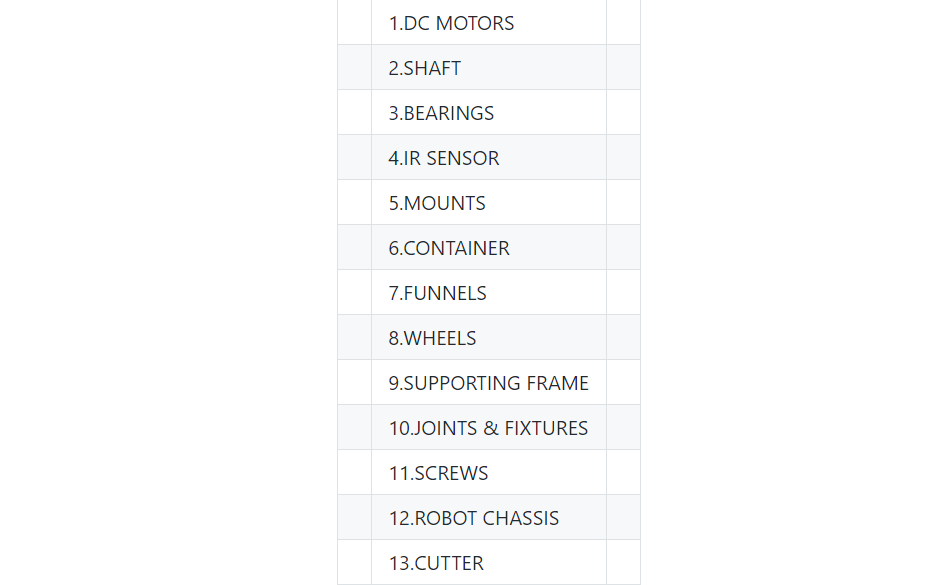 1.DC MOTORS
2.SHAFT
3.BEARINGS
4.IR SENSOR
5.MOUNTS
6.CONTAINER
7.FUNNELS
8.WHEELS
9.SUPPORTING FRAME
10.JOINTS & FIXTURES
11.SCREWS
12.ROBOT CHASSIS
13.CUTTER